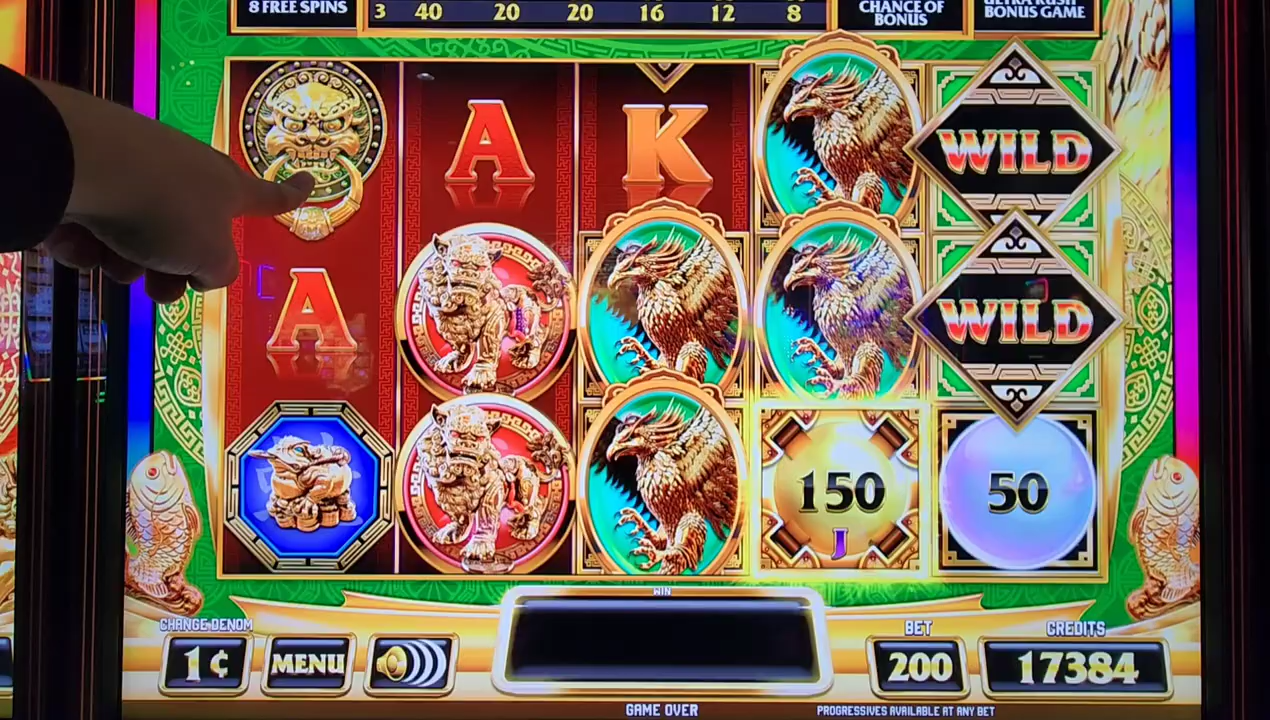 8 FREE SPINS
3 40 20 20 16 12 8
CHANCE OF
BONUS
BONUS GAME
A
K
WILD
A
WILD
150
J
50
WIN
CHANGE DENOM
BET
CREDITS
1¢
MENU
200
17384
GAME OVER
PROGRESSIVES AVAILABLE AT ANY BET